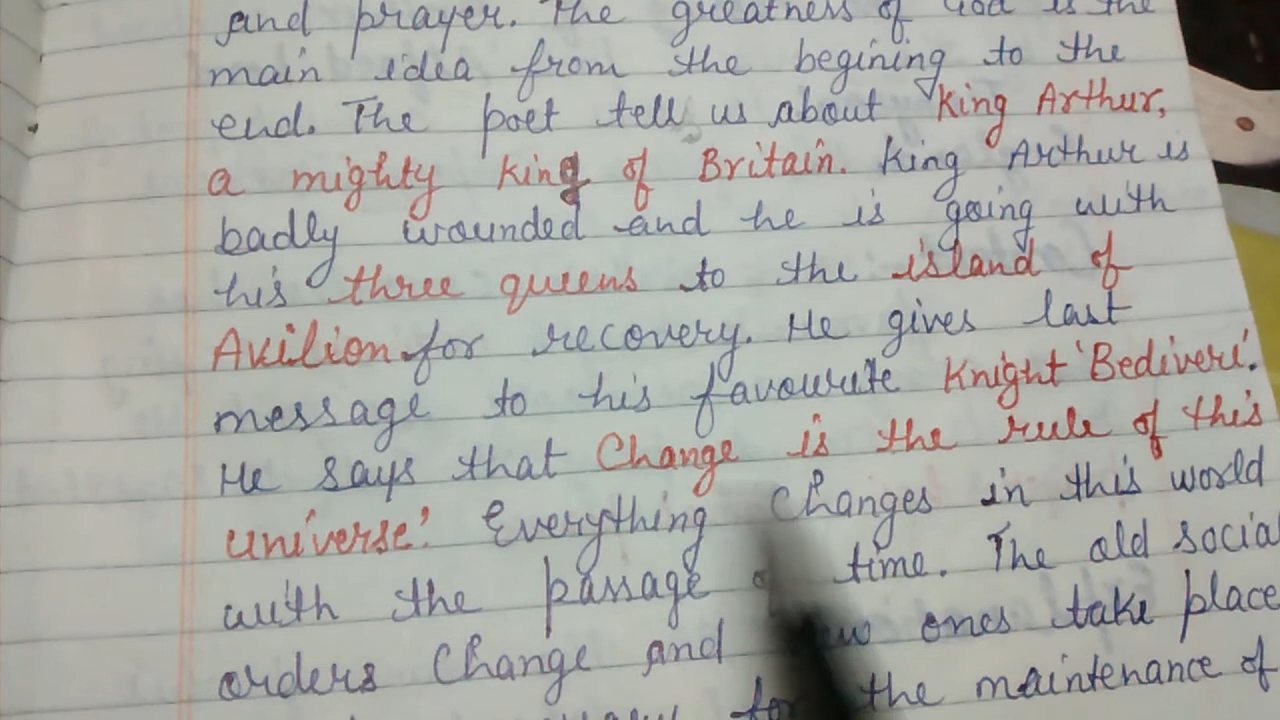 and prayer. The greatness of God is the
main idea from the begining to the
end. The poet tell us about King Arthur,
a mighty king of Britain. King Arthur is
badly wounded and he is going with
his three queens to the island of
Avilion for recovery. He gives last
message to his favourite Knight 'Bediveri'.
He says that Change is the rule of this
universe.' Everything changes in this world
with the passage time. The old social
orders Change and ones take place
for the maintenance of